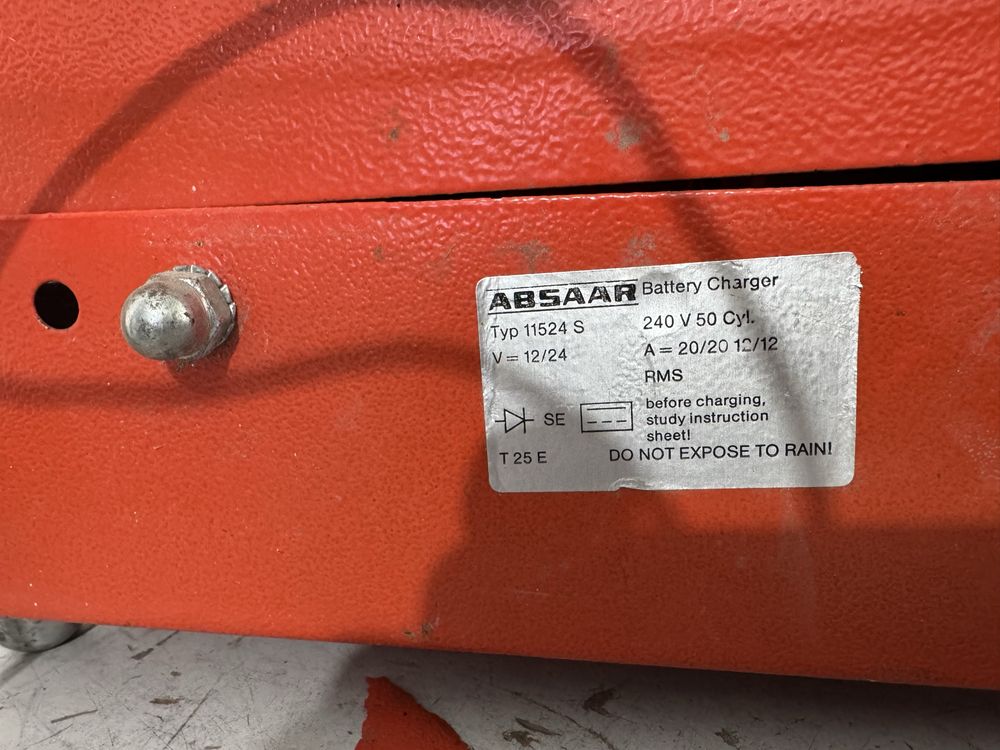 ABSAAR Battery Charger
Typ 11524 S 240 V 50 Cyl.
V = 12/24 A = 20/20 12/12
RMS
before charging,
SE study instruction
sheet!
T 25 E DO NOT EXPOSE TO RAIN!